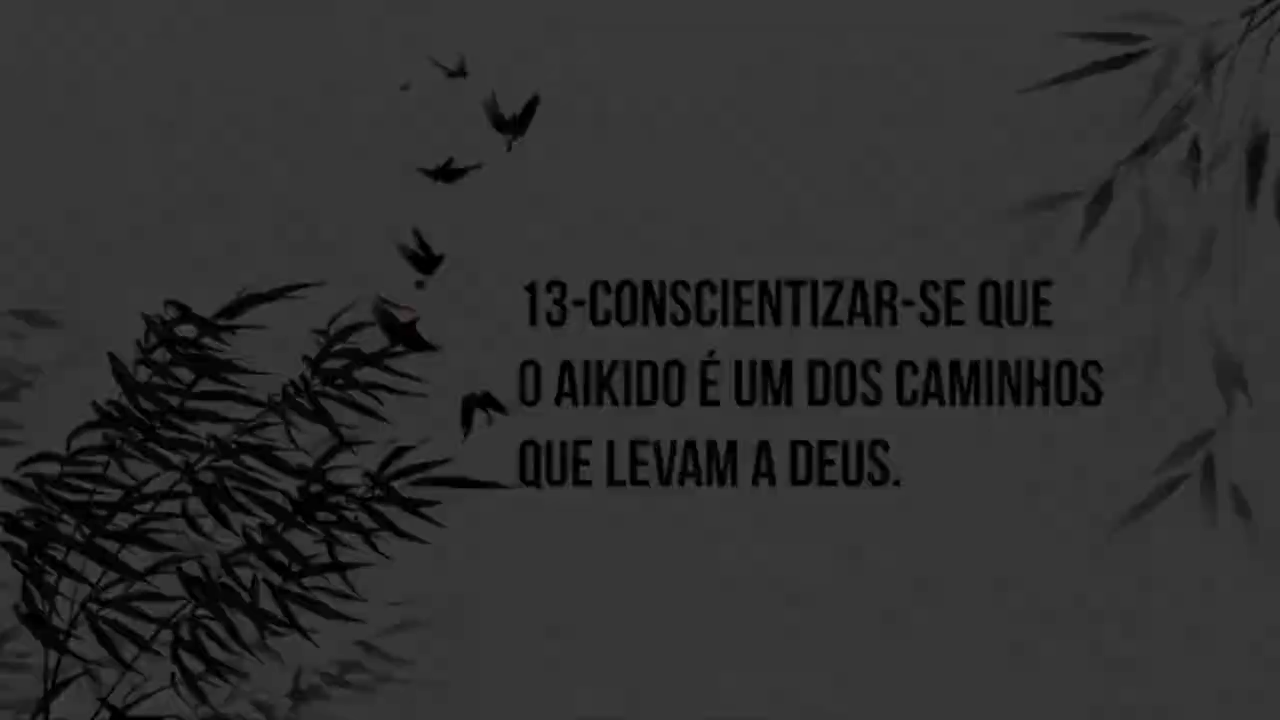 13-CONSCIENTIZAR-SE QUE
O AIKIDO É UM DOS CAMINHOS
QUE LEVAM A DEUS.